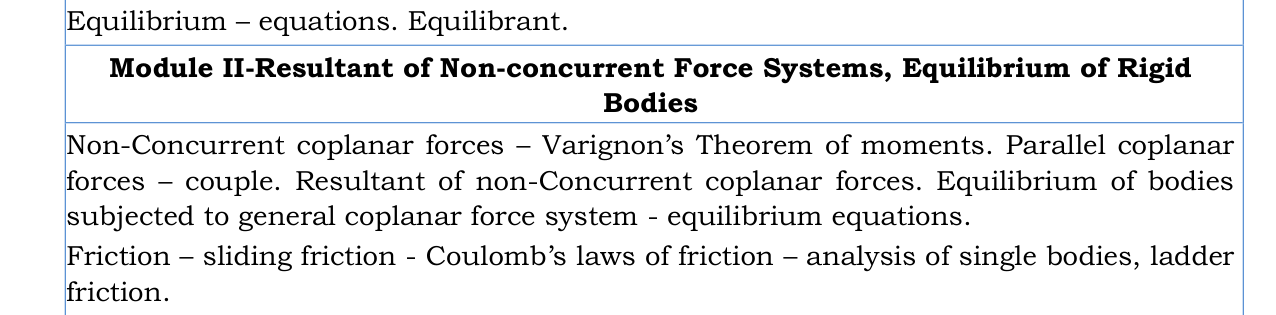 Equilibrium – equations. Equilibrant.
Module II-Resultant of Non-concurrent Force Systems, Equilibrium of Rigid
Bodies
Non-Concurrent coplanar forces – Varignon’s Theorem of moments. Parallel coplanar
forces – couple. Resultant of non-Concurrent coplanar forces. Equilibrium of bodies
subjected to general coplanar force system - equilibrium equations.
Friction – sliding friction - Coulomb’s laws of friction – analysis of single bodies, ladder
friction.